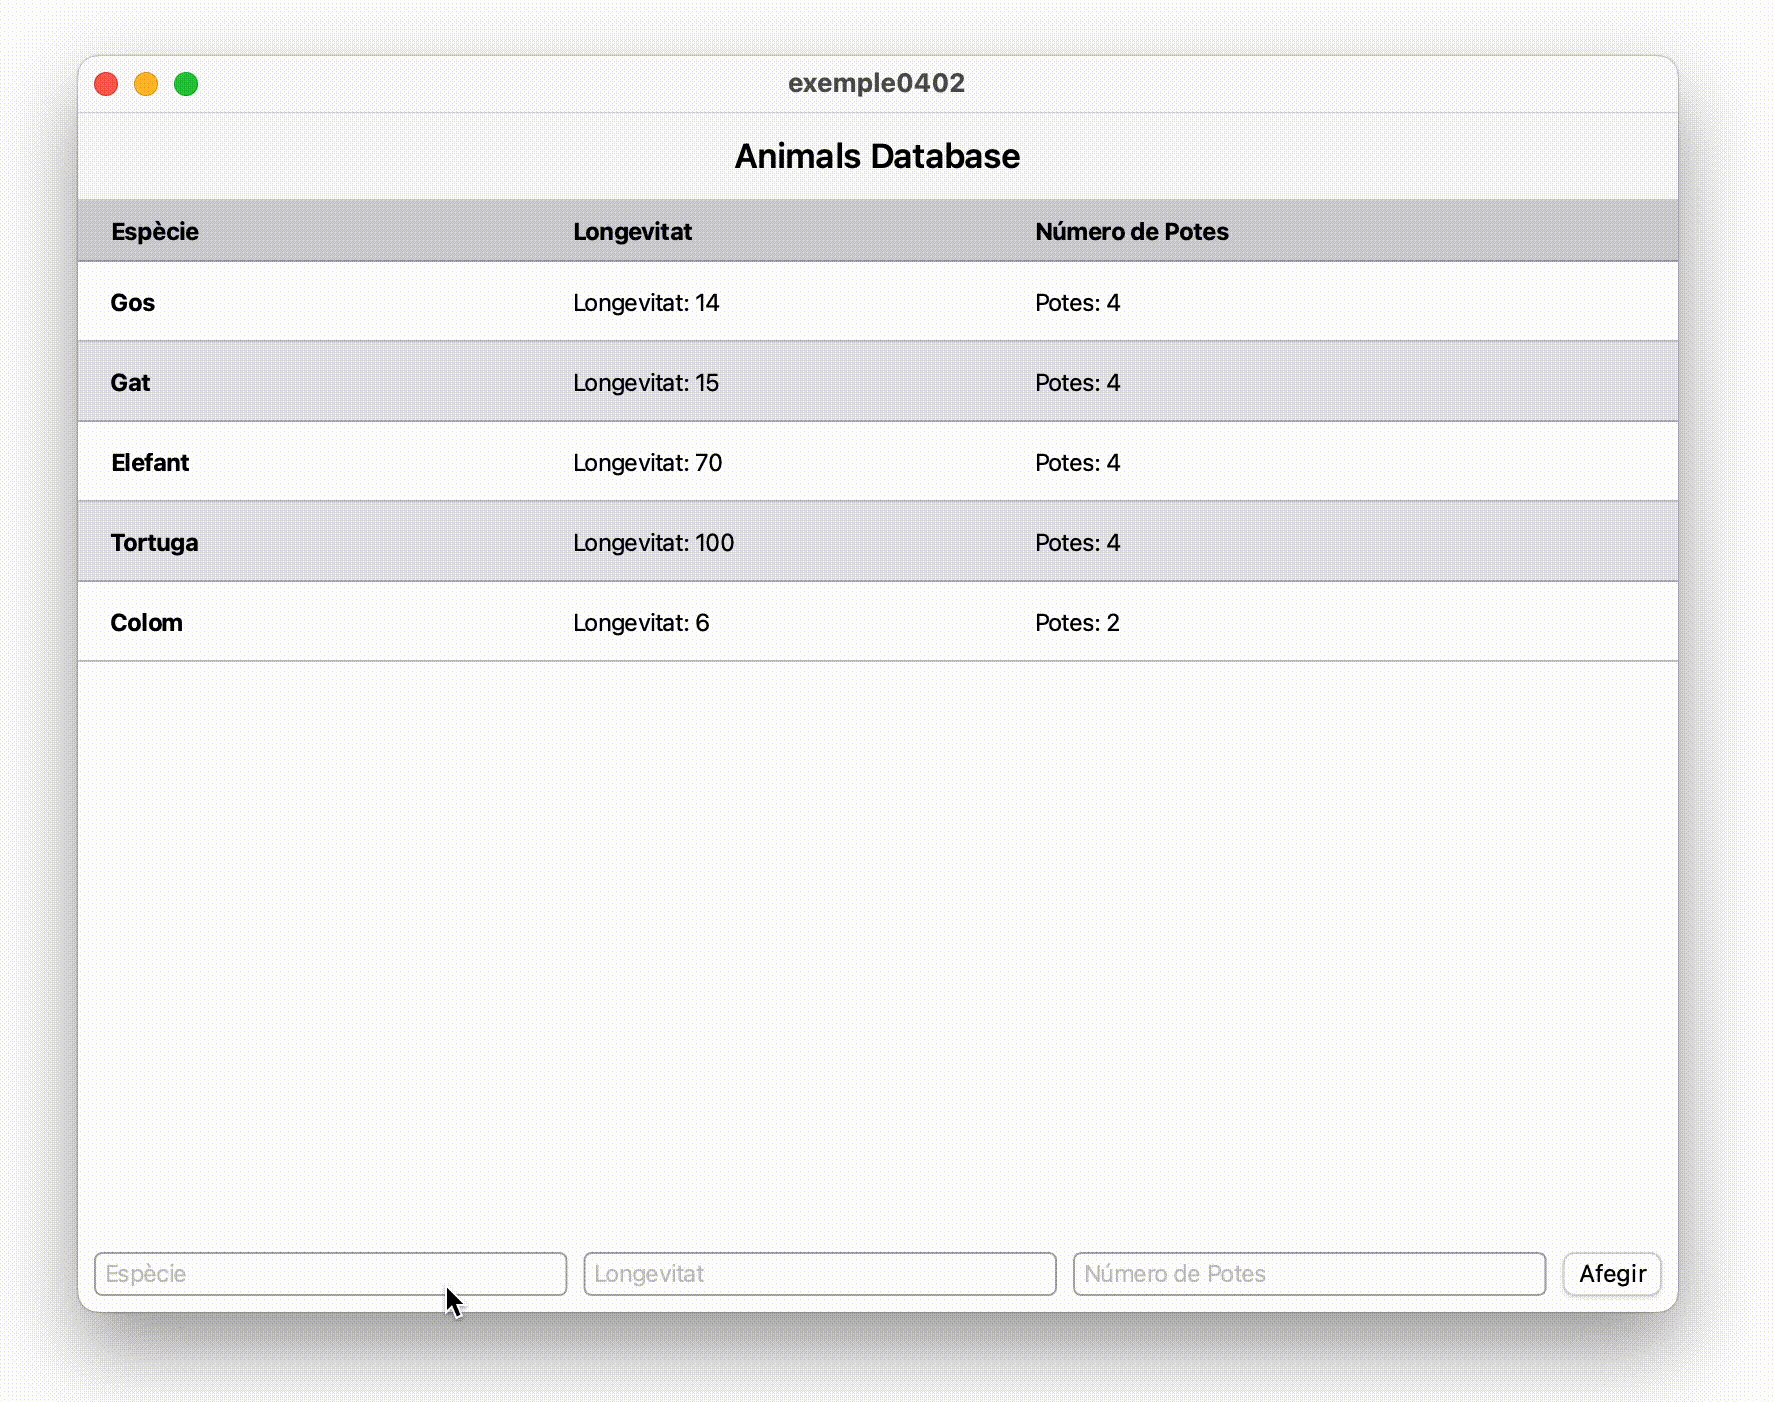 exemple0402
Animals Database
Espècie Longevitat Número de Potes
Gos Longevitat: 14 Potes: 4
Gat Longevitat: 15 Potes: 4
Elefant Longevitat: 70 Potes: 4
Tortuga Longevitat: 100 Potes: 4
Colom Longevitat: 6 Potes: 2
Espècie Longevitat Número de Potes Afegir